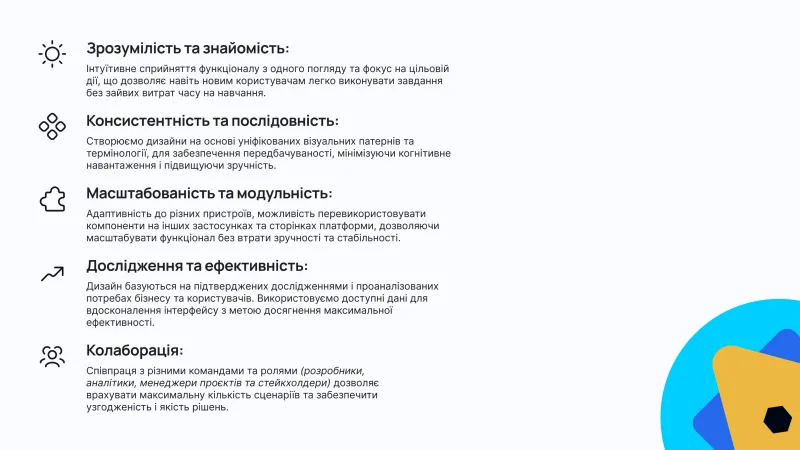 Зрозумілість та знайомість:
Інтуїтивне сприйняття функціоналу з одного погляду та фокус на цільовій
дії, що дозволяє навіть новим користувачам легко виконувати завдання
без зайвих витрат часу на навчання.
Консистентність та послідовність:
Створюємо дизайни на основі уніфікованих візуальних патернів та
термінології, для забезпечення передбачуваності, мінімізуючи когнітивне
навантаження і підвищуючи зручність.
Масштабованість та модульність:
Адаптивність до різних пристроїв, можливість перевикористовувати
компоненти на інших застосунках та сторінках платформи, дозволяючи
масштабувати функціонал без втрати зручності та стабільності.
Дослідження та ефективність:
Дизайн базуються на підтверджених дослідженнями і проаналізованих
потребах бізнесу та користувачів. Використовуємо доступні дані для
вдосконалення інтерфейсу з метою досягнення максимальної
ефективності.
Колаборація:
Співпраця з різними командами та ролями (розробники,
аналітики, менеджери проєктів та стейкхолдери) дозволяє
врахувати максимальну кількість сценаріїв та забезпечити
узгодженість і якість рішень.